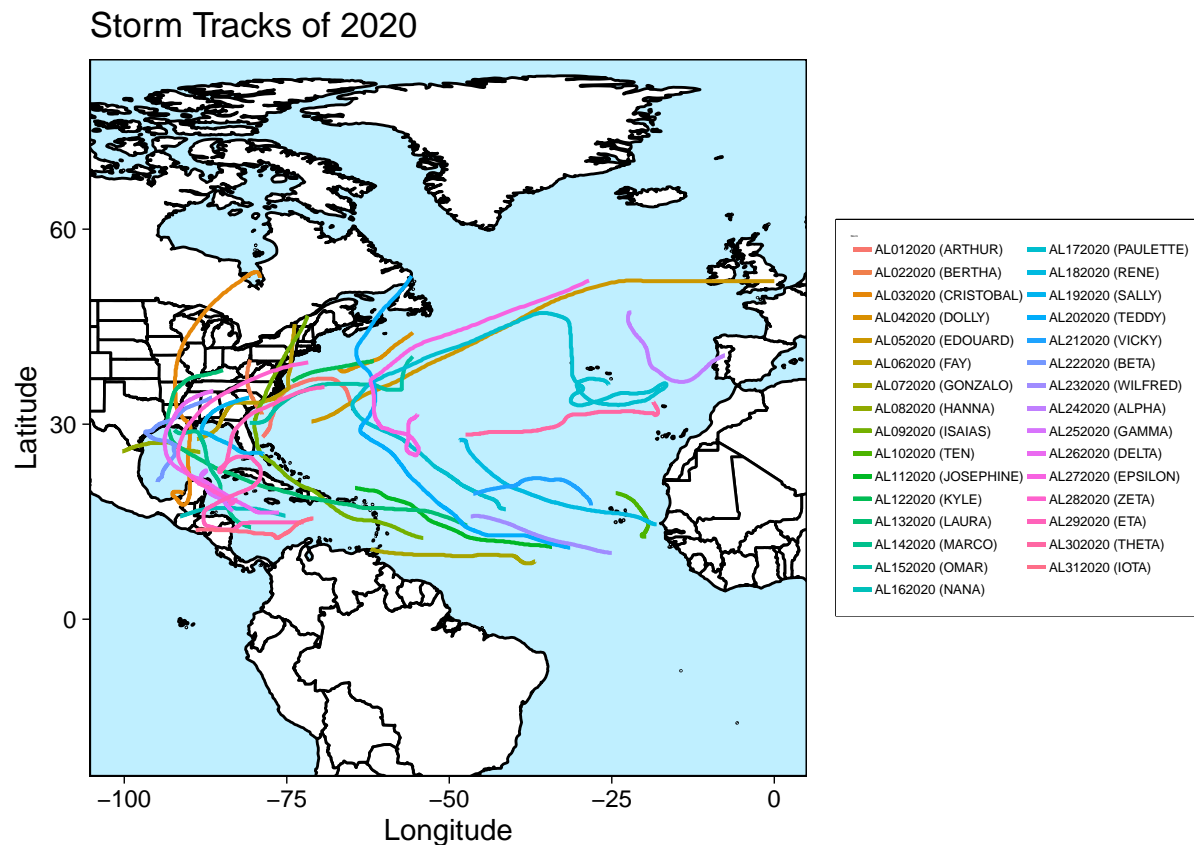 Storm Tracks of 2020
60
30
0
Latitude
−100 −75 −50 −25 0
Longitude
AL012020 (ARTHUR) AL172020 (PAULETTE)
AL022020 (BERTHA) AL182020 (RENE)
AL032020 (CRISTOBAL) AL192020 (SALLY)
AL042020 (DOLLY) AL202020 (TEDDY)
AL052020 (EDOUARD) AL212020 (VICKY)
AL062020 (FAY) AL222020 (BETA)
AL072020 (GONZALO) AL232020 (WILFRED)
AL082020 (HANNA) AL242020 (ALPHA)
AL092020 (ISAIAS) AL252020 (GAMMA)
AL102020 (TEN) AL262020 (DELTA)
AL112020 (JOSEPHINE) AL272020 (EPSILON)
AL122020 (KYLE) AL282020 (ZETA)
AL132020 (LAURA) AL292020 (ETA)
AL142020 (MARCO) AL302020 (THETA)
AL152020 (OMAR) AL312020 (IOTA)
AL162020 (NANA)